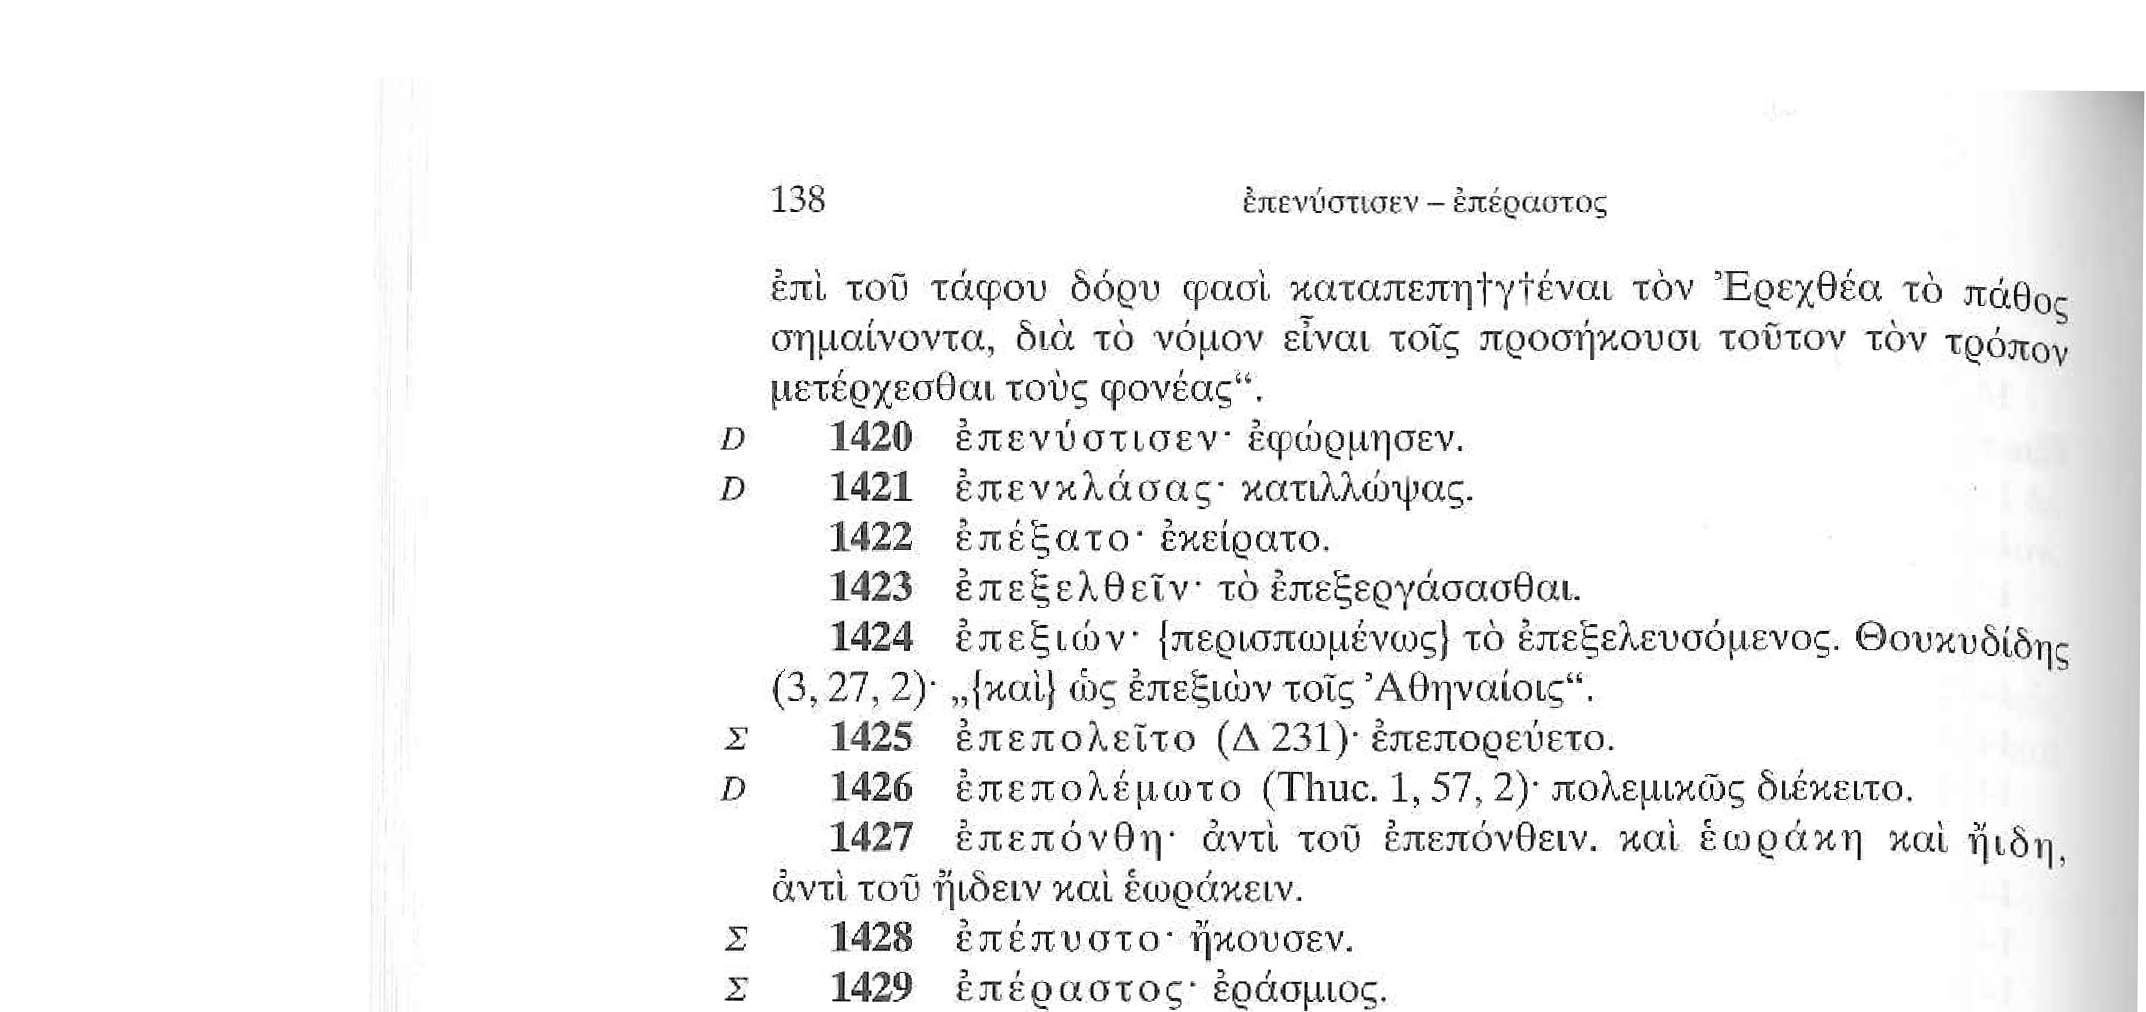 138 ἐπενύστισεν – ἐπέραστος
ἐπὶ τοῦ τάφου δόρυ φασὶ καταπεπη†γ†έναι τὸν Ἐρεχθέα τὸ πάθος
σημαίνοντα, διὰ τὸ νόμον εἶναι τοῖς προσήκουσι τοῦτον τὸν τρόπον
μετέρχεσθαι τοὺς φονέας“.
D 1420 ἐπενύστισεν· ἐφώρμησεν.
D 1421 ἐπενκλάσας· κατιλλώψας.
1422 ἐπέξατο· ἐκείρατο.
1423 ἐπεξελθεῖν· τὸ ἐπεξεργάσασθαι.
1424 ἐπεξιών· {περισπωμένως} τὸ ἐπεξελευσόμενος. Θουκυδίδης
(3, 27, 2)· „{καὶ} ὡς ἐπεξιὼν τοῖς Ἀθηναίοις“.
Σ 1425 ἐπεπολεῖτο (Δ 231)· ἐπεπορεύετο.
D 1426 ἐπεπολέμωτο (Thuc. 1, 57, 2)· πολεμικῶς διέκειτο.
1427 ἐπεπόνθη· ἀντὶ τοῦ ἐπεπόνθειν. καὶ ἑωράκη καὶ ἤιδη,
ἀντὶ τοῦ ἤιδειν καὶ ἑωράκειν.
Σ 1428 ἐπέπυστο· ἤκουσεν.
Σ 1429 ἐπέραστος· ἐράσμιος.